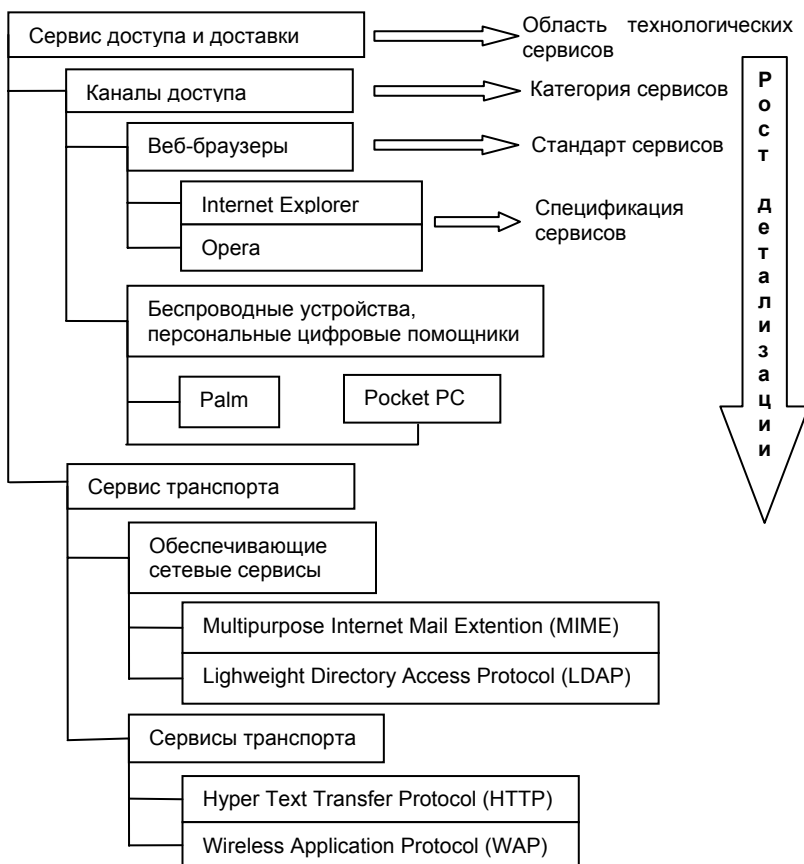 Сервис доступа и доставки
Область технологических
сервисов
Каналы доступа
Категория сервисов
Веб-браузеры
Стандарт сервисов
Internet Explorer
Спецификация
сервисов
Opera
Беспроводные устройства,
персональные цифровые помощники
Palm
Pocket PC
Рост детализации
Сервис транспорта
Обеспечивающие
сетевые сервисы
Multipurpose Internet Mail Extention (MIME)
Lighweight Directory Access Protocol (LDAP)
Сервисы транспорта
Hyper Text Transfer Protocol (HTTP)
Wireless Application Protocol (WAP)